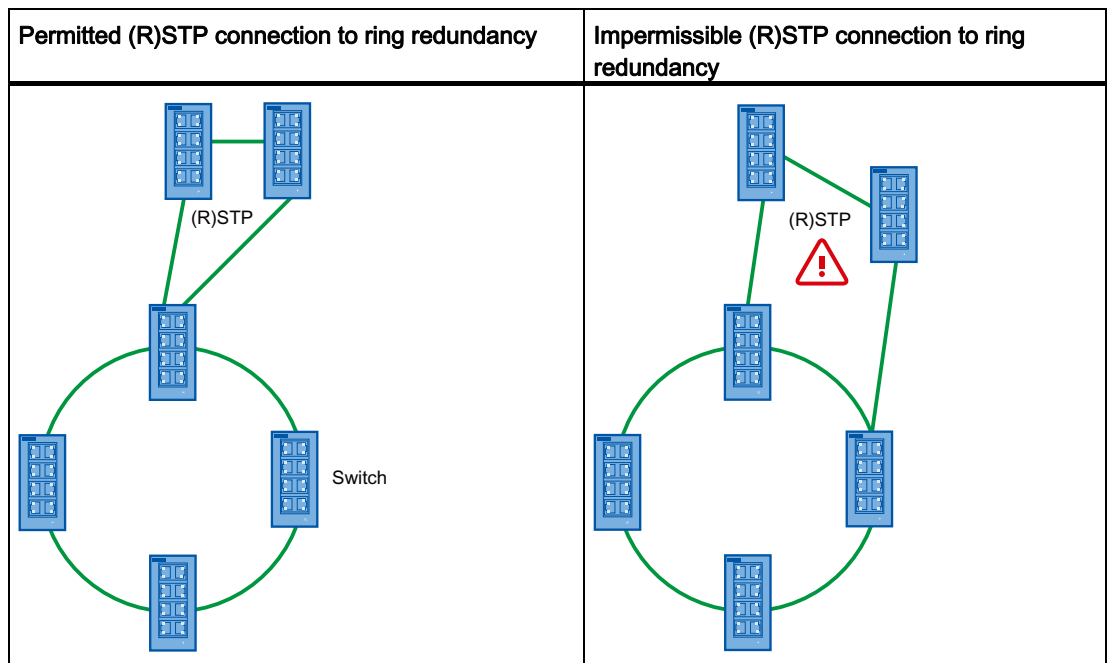 Permitted (R)STP connection to ring redundancy
Impermissible (R)STP connection to ring
redundancy
(R)STP
Switch
(R)STP